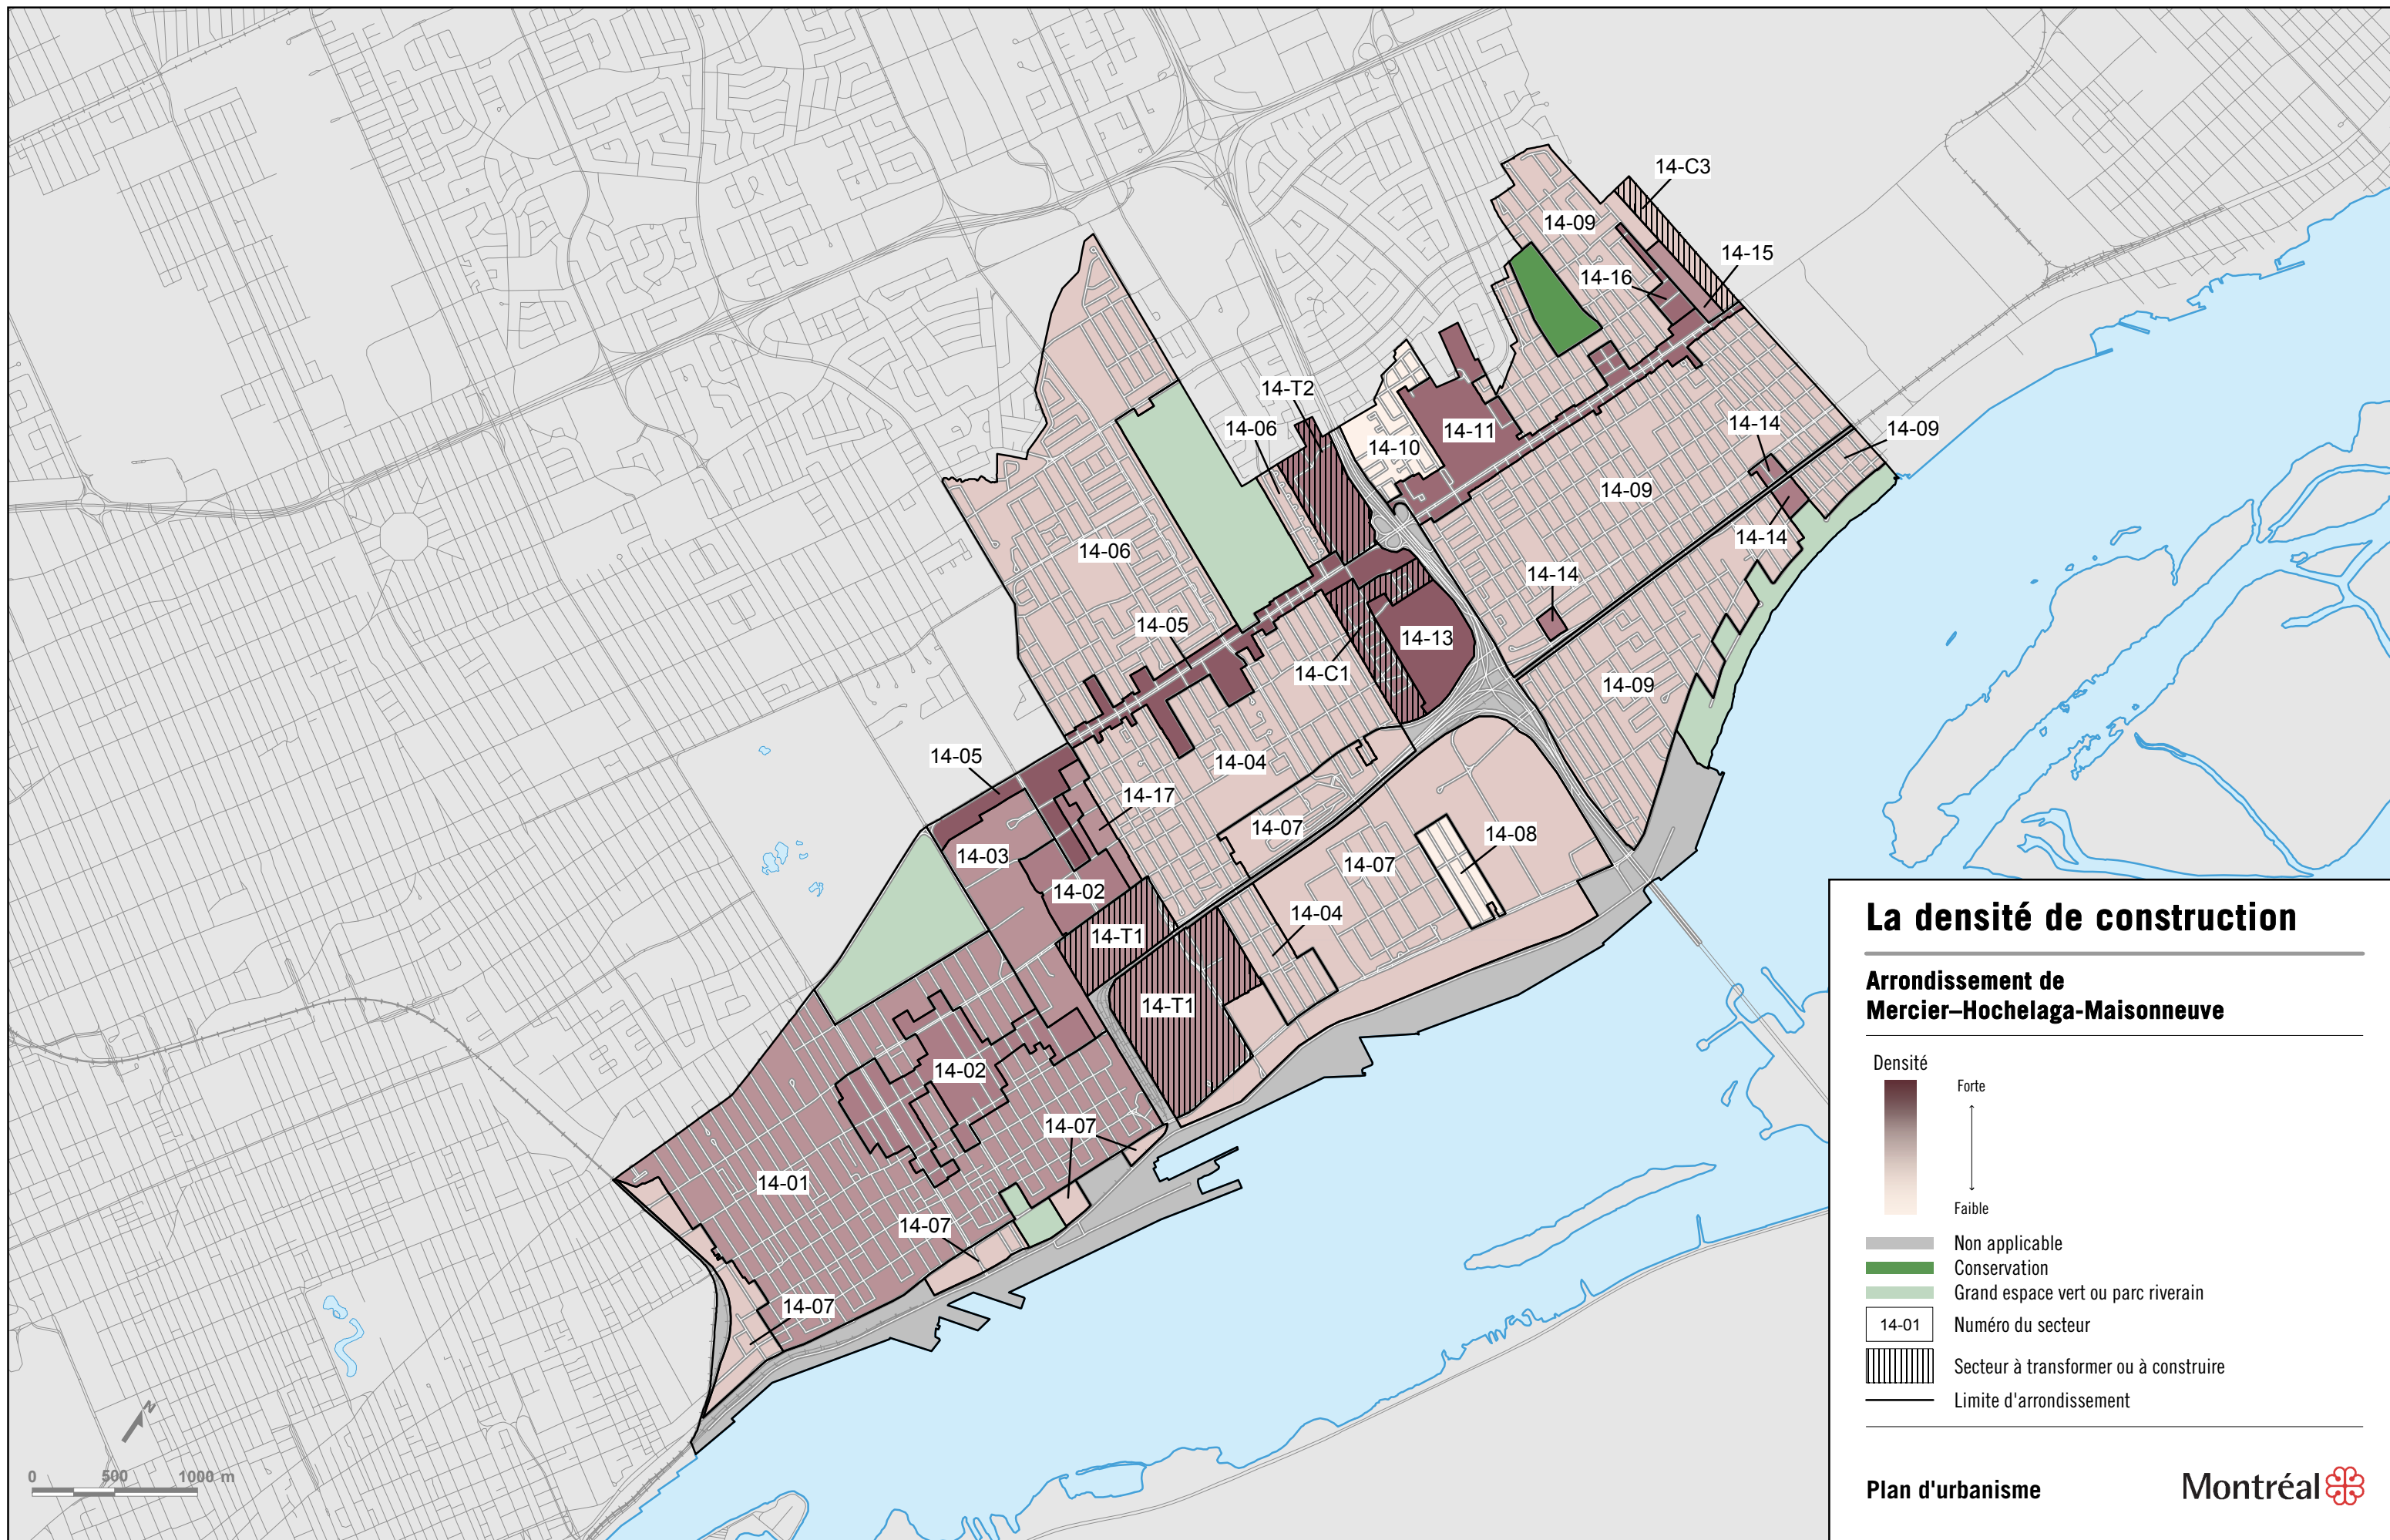 14-C3
14-09
14-15
14-16
14-T2
14-06
14-11
14-10
14-14
14-09
14-09
14-06
14-14
14-14
14-05
14-13
14-C1
14-09
14-05
14-04
14-17
14-07
14-08
14-03
14-07
14-02
14-04
14-T1
14-T1
14-02
14-07
14-01
14-07
14-07
N
0 500 1000 m
La densité de construction
Arrondissement de
Mercier–Hochelaga-Maisonneuve
Densité
Forte
Faible
Non applicable
Conservation
Grand espace vert ou parc riverain
14-01 Numéro du secteur
Secteur à transformer ou à construire
Limite d'arrondissement
Plan d'urbanisme
Montréal